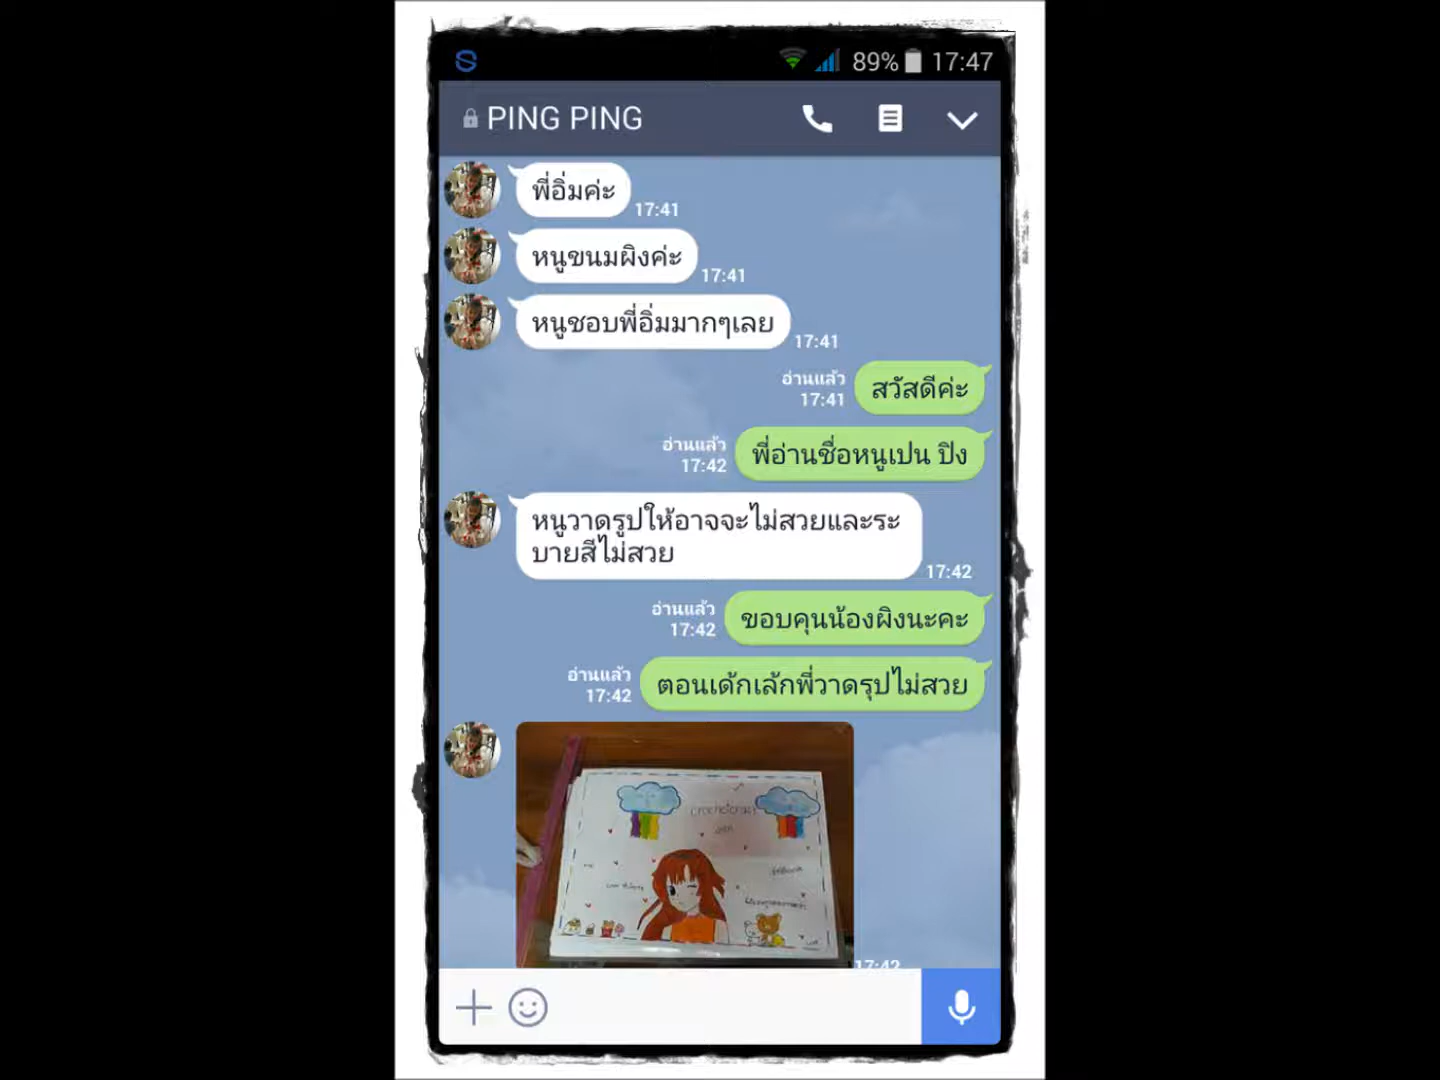 89% 17:47
PING PING
พี่อิ่มค่ะ
17:41
หนูขนมผิงค่ะ
17:41
หนูชอบพี่อิ่มมากๆเลย
17:41
สวัสดีค่ะ
อ่านแล้ว
17:41
พี่อ่านชื่อหนูเปน ปิง
อ่านแล้ว
17:42
หนูวาดรูปให้อาจจะไม่สวยและระ
บายสีไม่สวย
17:42
ขอบคุนน้องผิงนะคะ
อ่านแล้ว
17:42
ตอนเด้กเล้กพี่วาดรุปไม่สวย
อ่านแล้ว
17:42
17:42